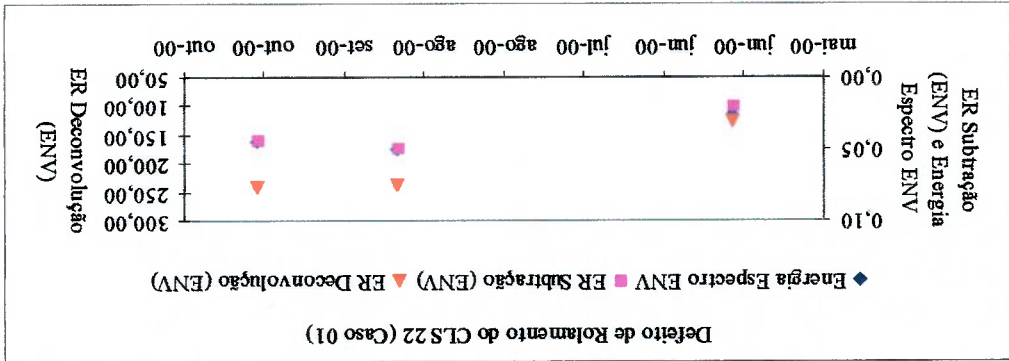 Defeito de Rolamento do CLS 22 (Caso 01)
Energia Espectro ENV ER Subtração (ENV) ER Deconvolução (ENV)
ER Subtração
(ENV) e Energia
Espectro ENV
0,10
0,05
0,00
300,00
250,00
200,00
150,00
100,00
50,00
ER Deconvolução
(ENV)
mai-00 jun-00 jun-00 jul-00 ago-00 ago-00 set-00 out-00 out-00